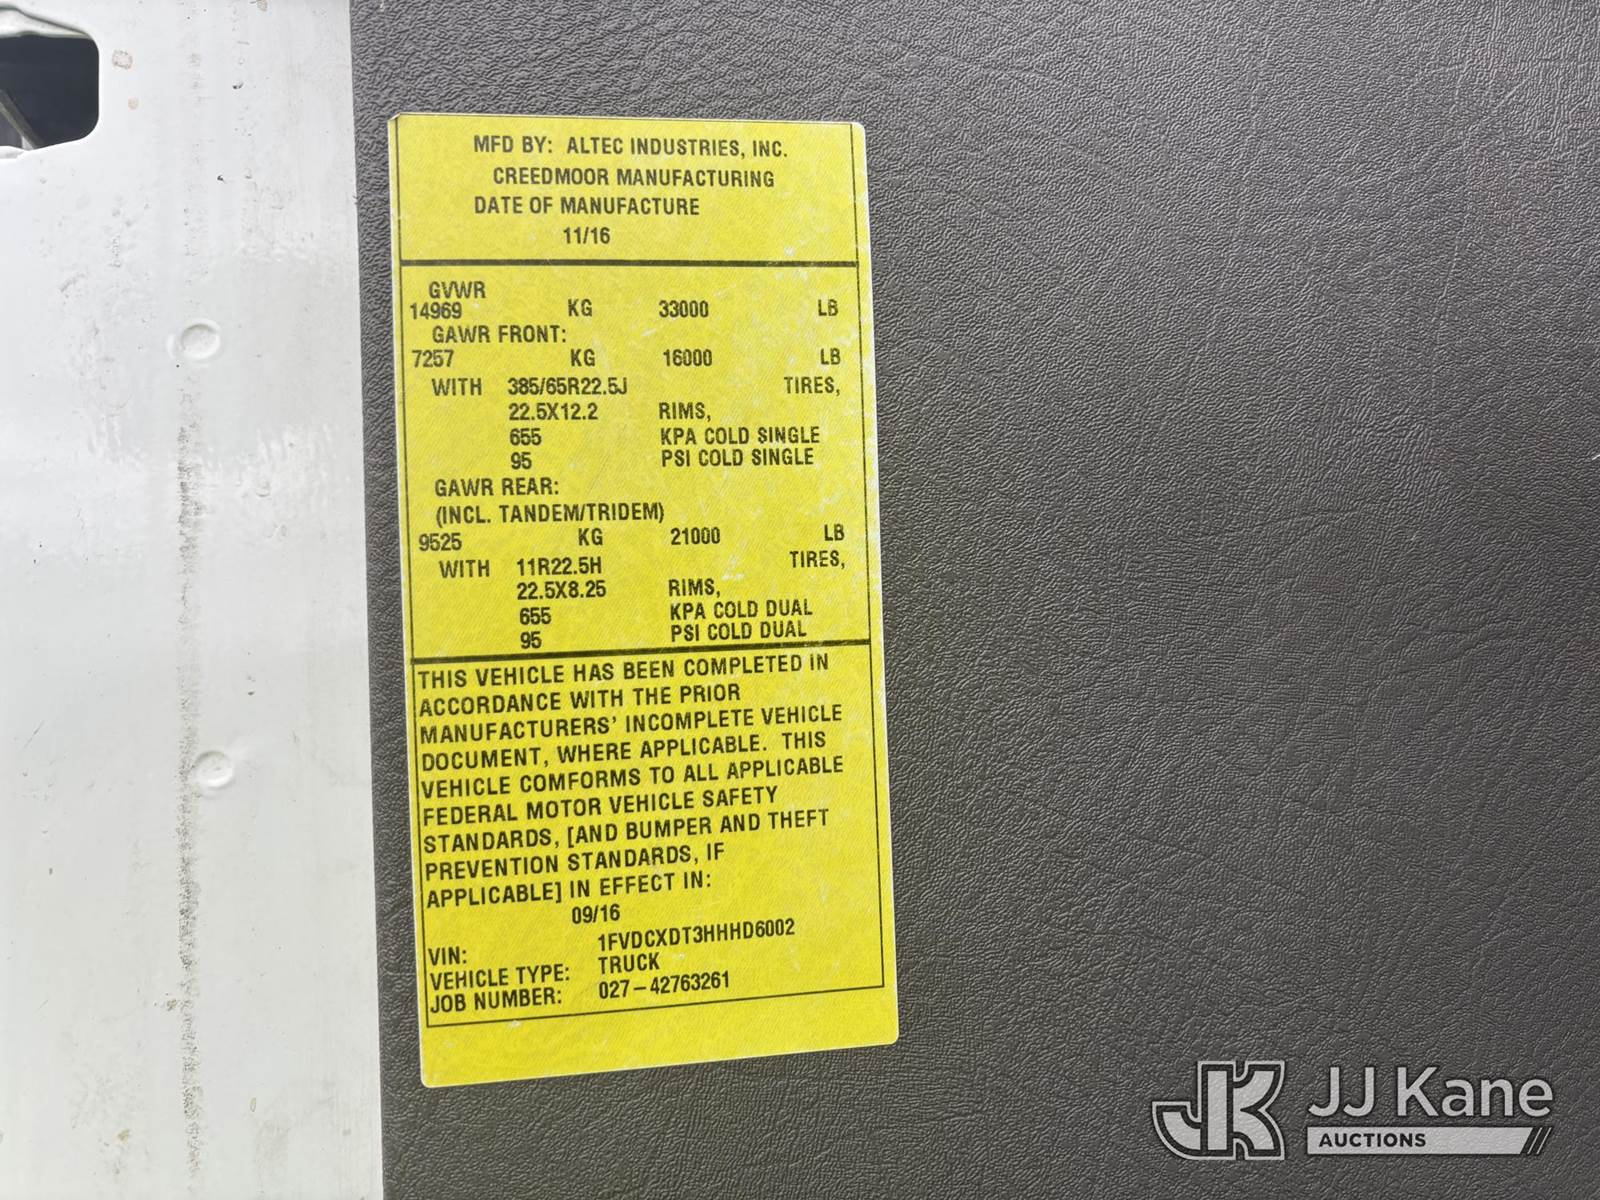 MFD BY: ALTEC INDUSTRIES, INC.
CREEDMOOR MANUFACTURING
DATE OF MANUFACTURE
11/16
GVWR
14969 KG 33000 LB
GAWR FRONT:
7257 KG 16000 LB
WITH 385/65R22.5J TIRES,
22.5X12.2 RIMS,
655 KPA COLD SINGLE
95 PSI COLD SINGLE
GAWR REAR:
(INCL. TANDEM/TRIDEM)
9525 KG 21000 LB
WITH 11R22.5H TIRES,
22.5X8.25 RIMS,
655 KPA COLD DUAL
95 PSI COLD DUAL
THIS VEHICLE HAS BEEN COMPLETED IN
ACCORDANCE WITH THE PRIOR
MANUFACTURERS' INCOMPLETE VEHICLE
DOCUMENT, WHERE APPLICABLE. THIS
VEHICLE COMFORMS TO ALL APPLICABLE
FEDERAL MOTOR VEHICLE SAFETY
STANDARDS, [AND BUMPER AND THEFT
PREVENTION STANDARDS, IF
APPLICABLE] IN EFFECT IN:
09/16
VIN: 1FVDCXDT3HHHD6002
VEHICLE TYPE: TRUCK
JOB NUMBER: 027-42763261
JK JJ Kane
AUCTIONS